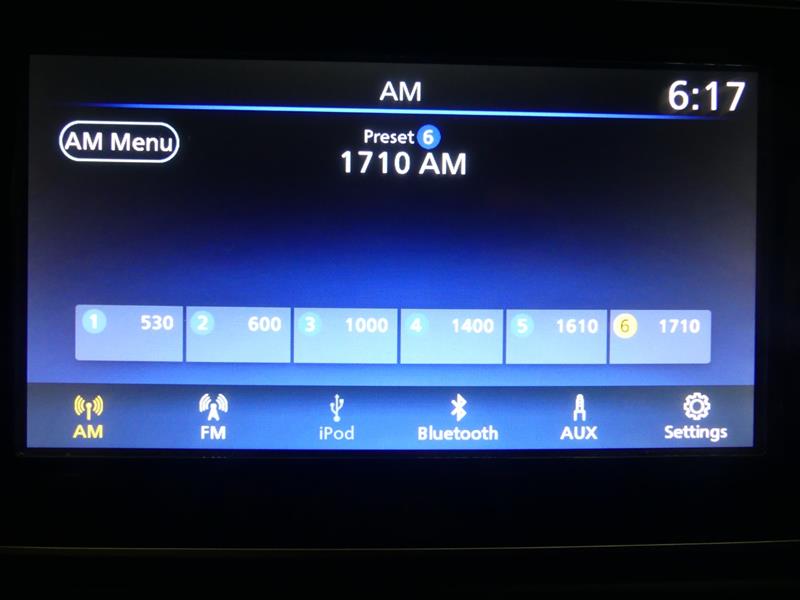 AM
6:17
AM Menu
Preset 6
1710 AM
1 530 2 600 3 1000 4 1400 5 1610 6 1710
AM FM iPod Bluetooth AUX Settings